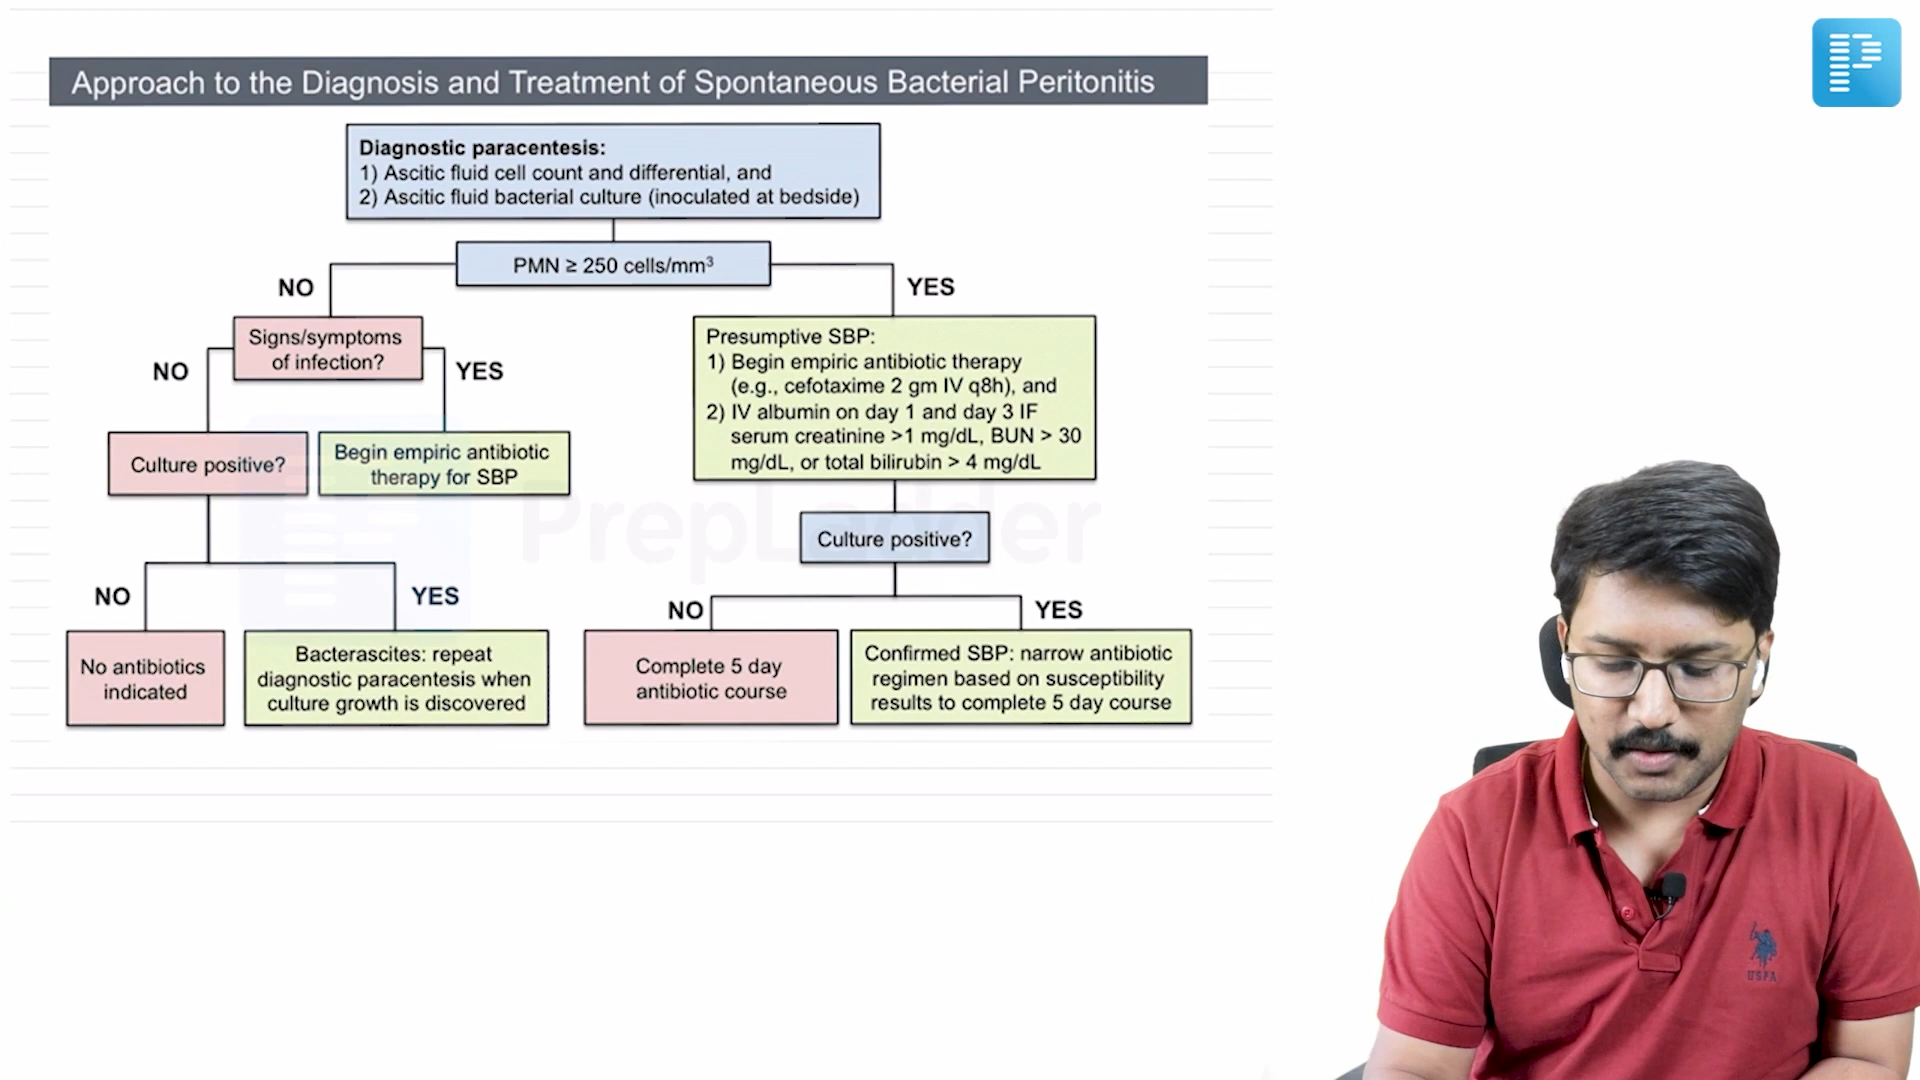 Approach to the Diagnosis and Treatment of Spontaneous Bacterial Peritonitis
Diagnostic paracentesis:
1) Ascitic fluid cell count and differential, and
2) Ascitic fluid bacterial culture (inoculated at bedside)
PMN ≥ 250 cells/mm³
NO
YES
Signs/symptoms
of infection?
NO
YES
Culture positive?
Begin empiric antibiotic
therapy for SBP
NO
YES
No antibiotics
indicated
Bacterascites: repeat
diagnostic paracentesis when
culture growth is discovered
Presumptive SBP:
1) Begin empiric antibiotic therapy
(e.g., cefotaxime 2 gm IV q8h), and
2) IV albumin on day 1 and day 3 IF
serum creatinine >1 mg/dL, BUN > 30
mg/dL, or total bilirubin > 4 mg/dL
Culture positive?
NO
YES
Complete 5 day
antibiotic course
Confirmed SBP: narrow antibiotic
regimen based on susceptibility
results to complete 5 day course
PrepLadder
USPA